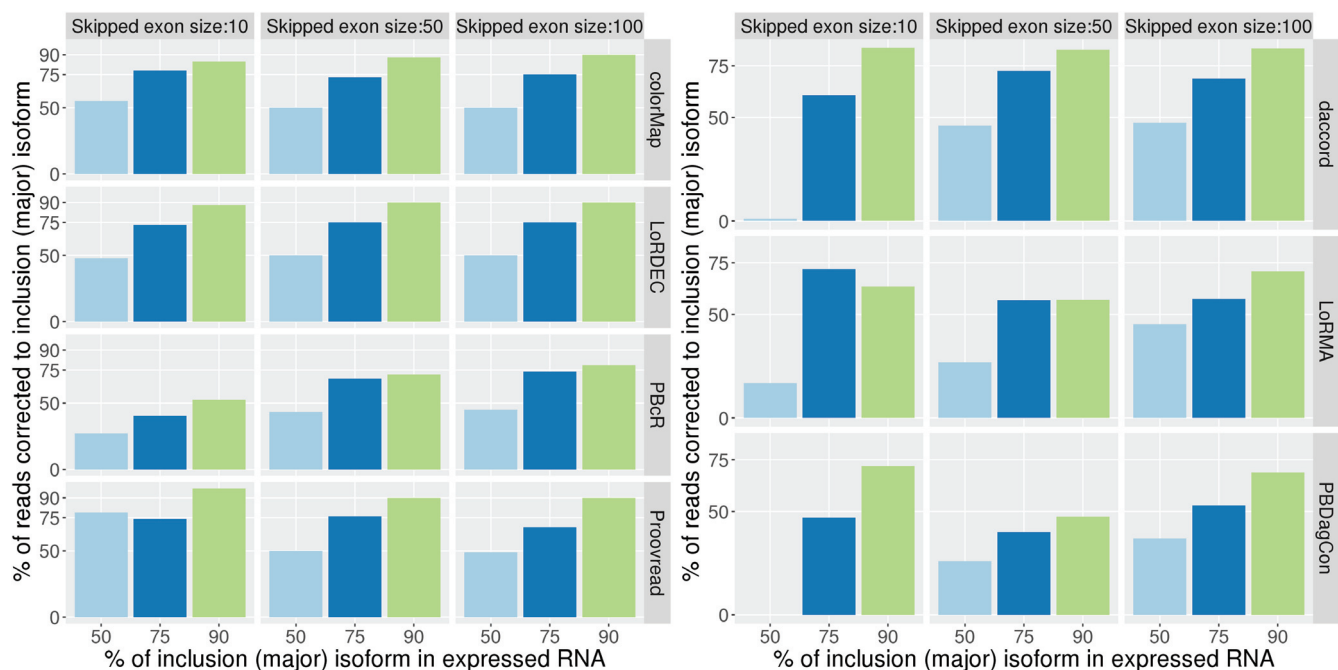 Skipped exon size:10 Skipped exon size:50 Skipped exon size:100
90
75
50
0
colorMap
90
75
50
0
LoRDEC
90
75
50
0
PBcR
90
75
50
0
Proovread
50 75 90 50 75 90 50 75 90
% of reads corrected to inclusion (major) isoform
% of inclusion (major) isoform in expressed RNA
Skipped exon size:10 Skipped exon size:50 Skipped exon size:100
75
50
0
daccord
75
50
0
LoRMA
75
50
0
PBDagCon
50 75 90 50 75 90 50 75 90
% of reads corrected to inclusion (major) isoform
% of inclusion (major) isoform in expressed RNA